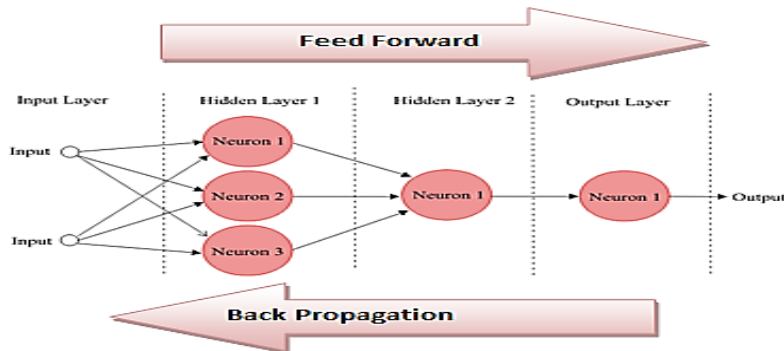 Feed Forward
Input Layer
Hidden Layer 1
Hidden Layer 2
Output Layer
Input
Neuron 1
Neuron 2
Neuron 1
Neuron 1
Output
Input
Neuron 3
Back Propagation